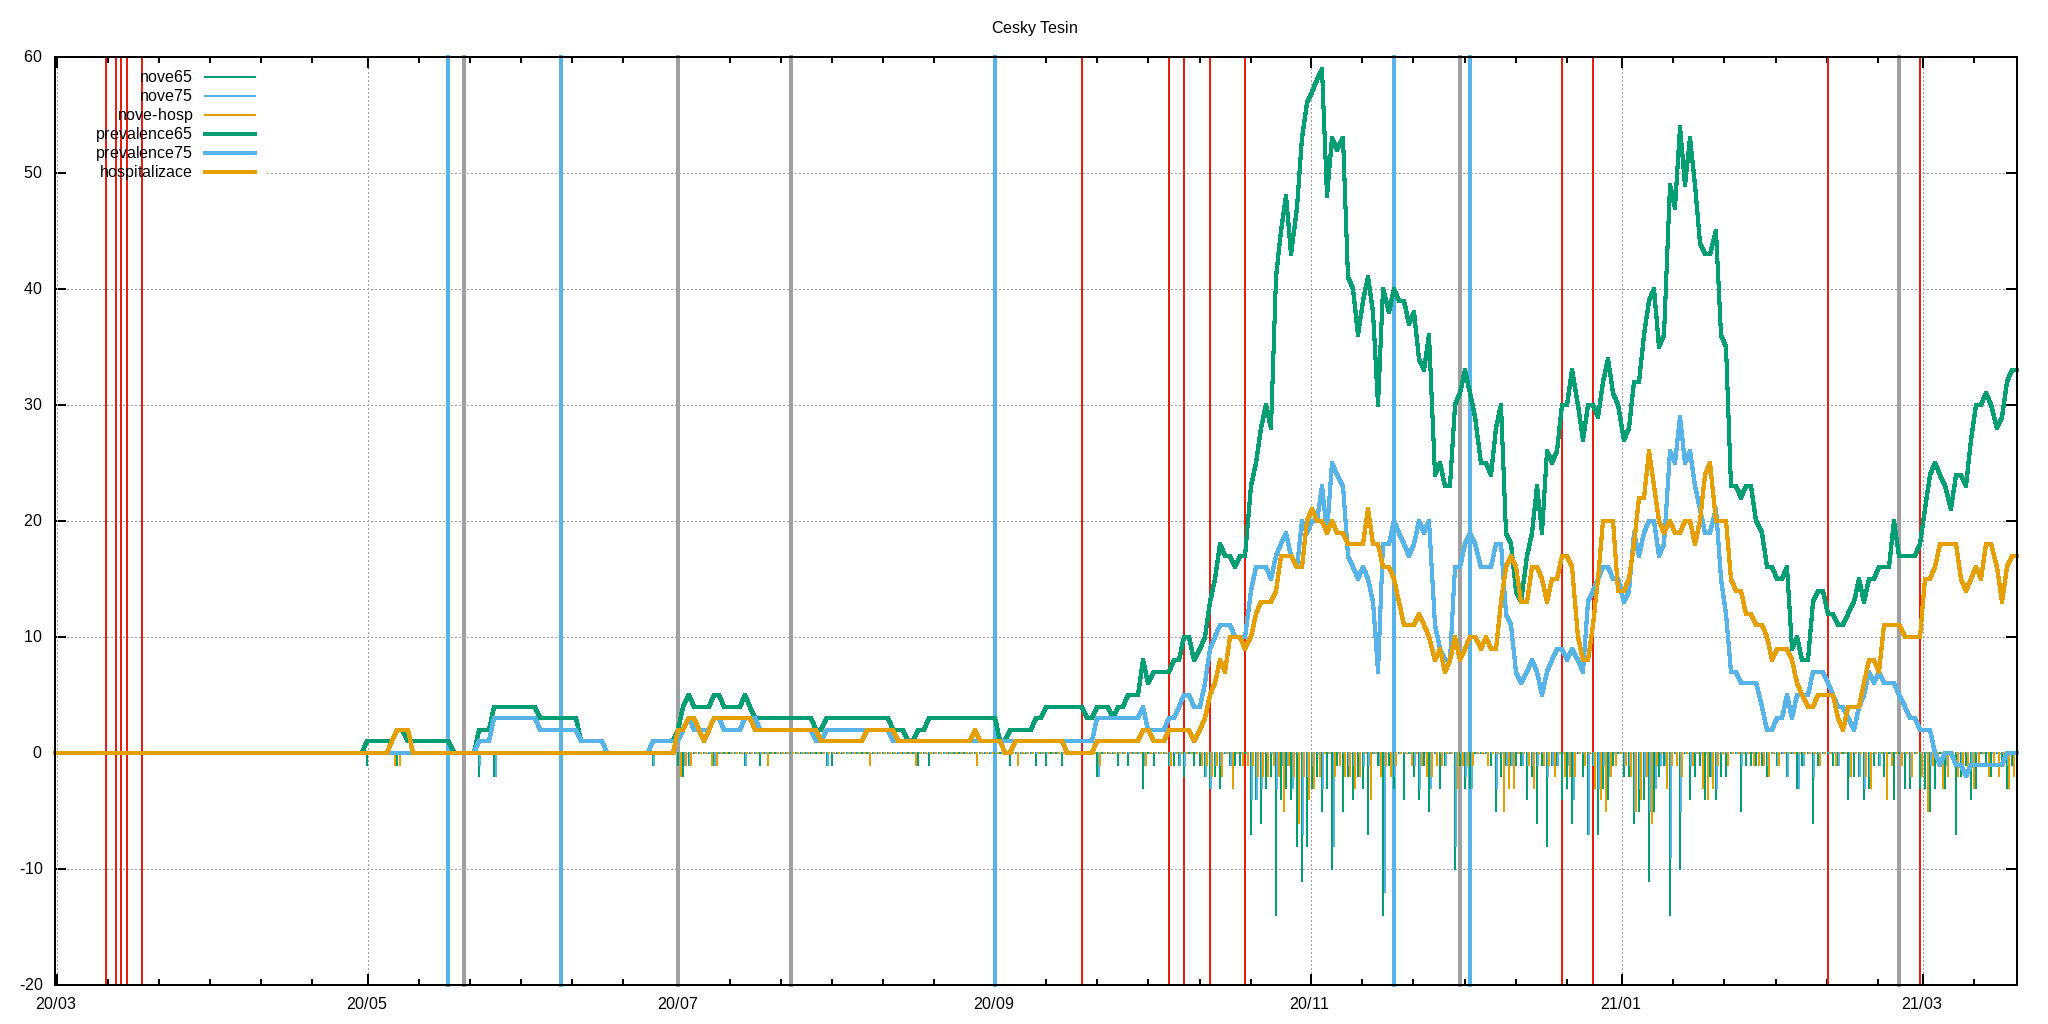 Cesky Tesin
60
50
40
30
20
10
0
-10
-20
nove65
nove75
nove-hosp
prevalence65
prevalence75
hospitalizace
20/03 20/05 20/07 20/09 20/11 21/01 21/03